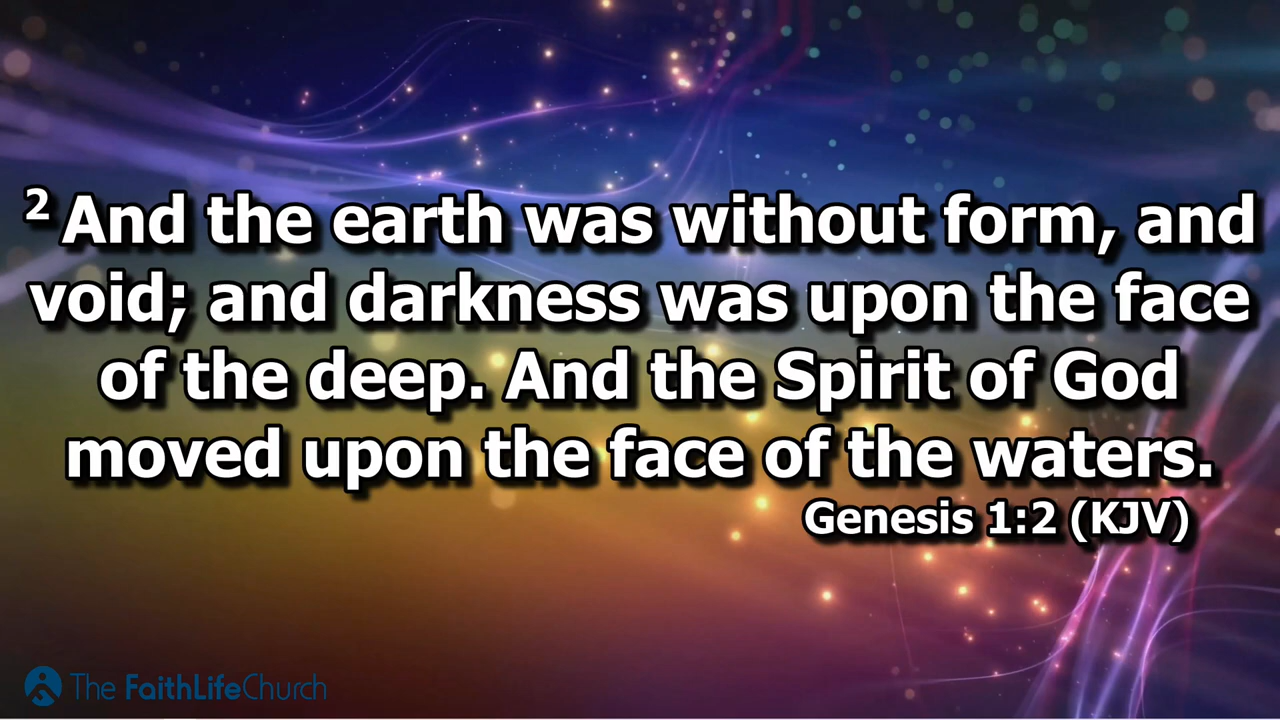 2 And the earth was without form, and
void; and darkness was upon the face
of the deep. And the Spirit of God
moved upon the face of the waters.
Genesis 1:2 (KJV)
The FaithLifeChurch